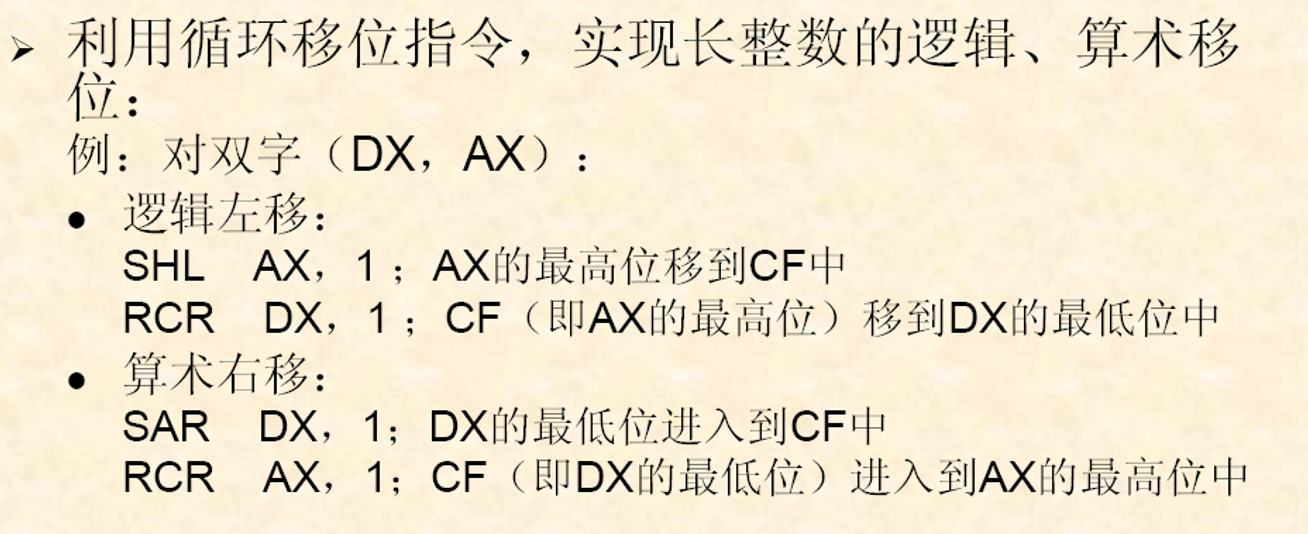 ➢ 利用循环移位指令，实现长整数的逻辑、算术移
位：
例：对双字（DX，AX）：
● 逻辑左移：
SHL AX，1；AX的最高位移到CF中
RCR DX，1；CF（即AX的最高位）移到DX的最低位中
● 算术右移：
SAR DX，1；DX的最低位进入到CF中
RCR AX，1；CF（即DX的最低位）进入到AX的最高位中